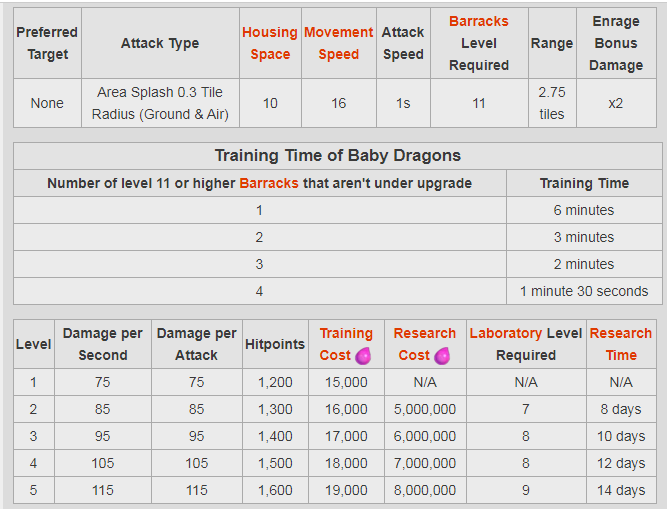 Preferred Target Attack Type Housing Space Movement Speed Attack Speed Barracks Level Required Range Enrage Bonus Damage
None Area Splash 0.3 Tile Radius (Ground & Air) 10 16 1s 11 2.75 tiles x2
Training Time of Baby Dragons
Number of level 11 or higher Barracks that aren't under upgrade Training Time
1 6 minutes
2 3 minutes
3 2 minutes
4 1 minute 30 seconds
Level Damage per Second Damage per Attack Hitpoints Training Cost Research Cost Laboratory Level Required Research Time
1 75 75 1,200 15,000 N/A N/A N/A
2 85 85 1,300 16,000 5,000,000 7 8 days
3 95 95 1,400 17,000 6,000,000 8 10 days
4 105 105 1,500 18,000 7,000,000 8 12 days
5 115 115 1,600 19,000 8,000,000 9 14 days